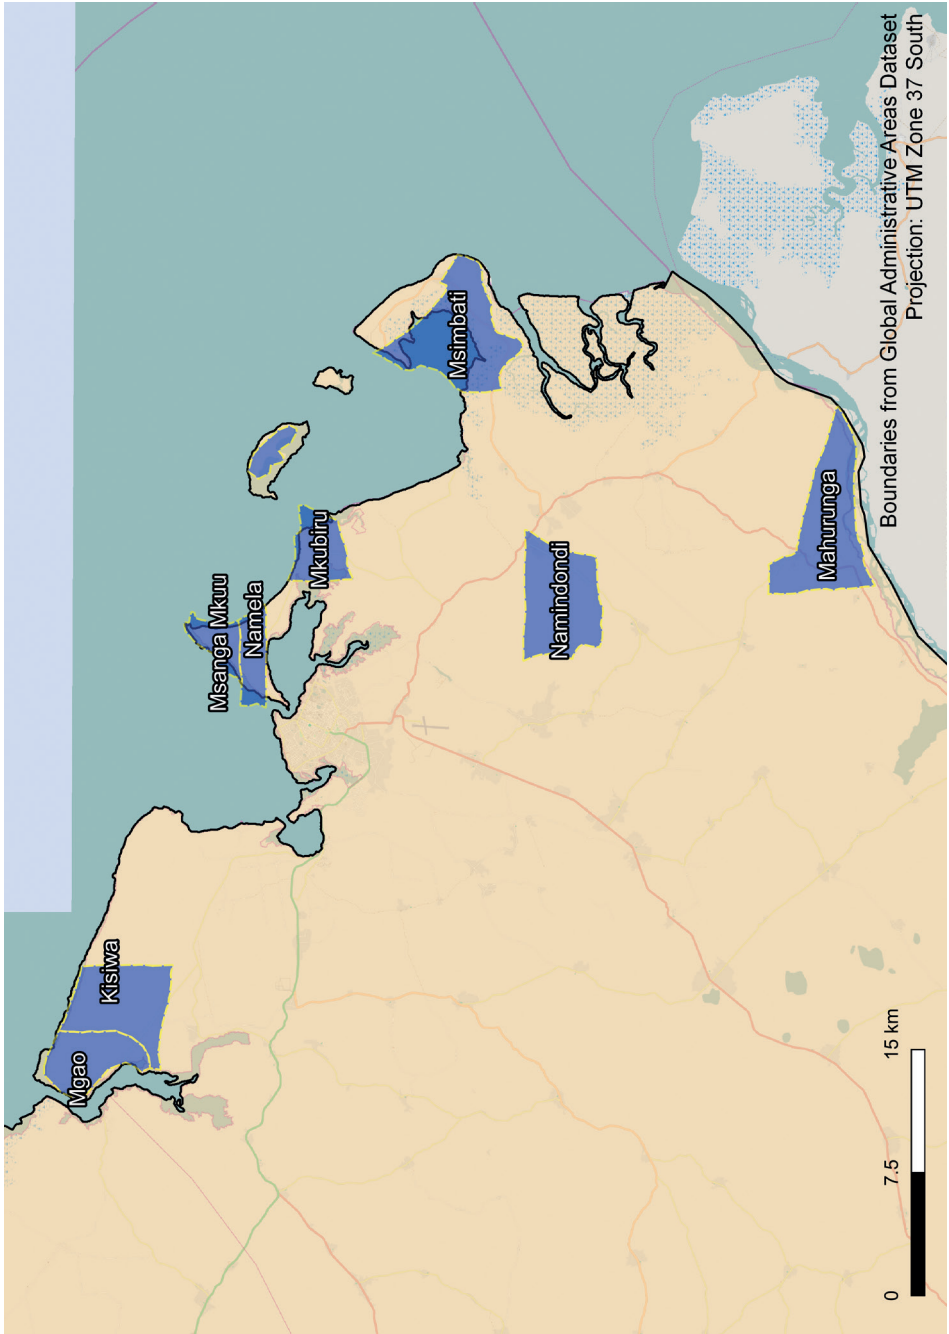 Mgao
Kisiwa
Msanga Mkuu
Namela
Mkubiru
Msimbati
Namindondi
Mahurunga
0
7.5
15 km
Boundaries from Global Administrative Areas Dataset
Projection: UTM Zone 37 South